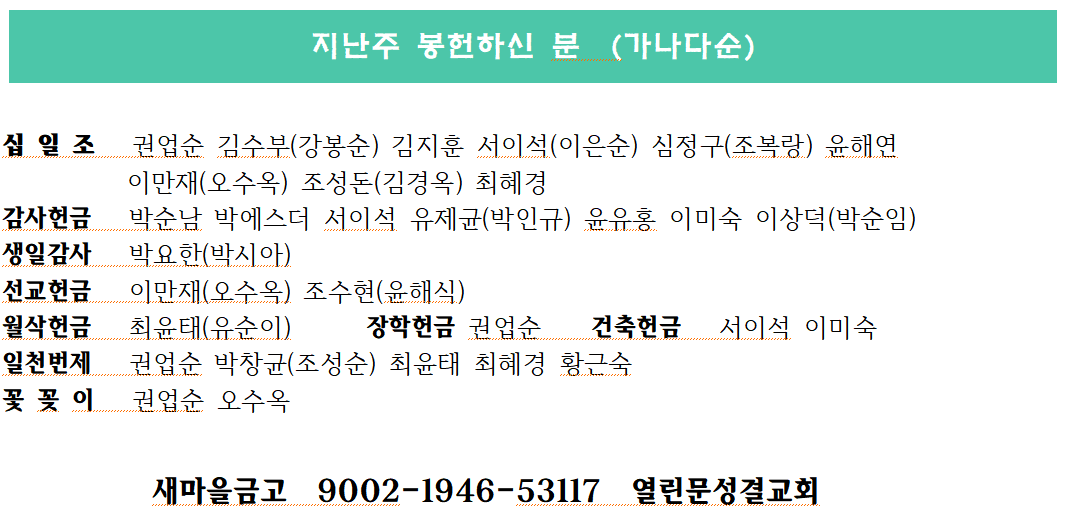 지난주 봉헌하신 분 (가나다순)
십 일 조 권업순 김수부(강봉순) 김지훈 서이석(이은순) 심정구(조복랑) 윤해연
이만재(오수옥) 조성돈(김경옥) 최혜경
감사헌금 박순남 박에스더 서이석 유제균(박인규) 윤유홍 이미숙 이상덕(박순임)
생일감사 박요한(박시아)
선교헌금 이만재(오수옥) 조수현(윤해식)
월삭헌금 최윤태(유순이) 장학헌금 권업순 건축헌금 서이석 이미숙
일천번제 권업순 박창균(조성순) 최윤태 최혜경 황근숙
꽃 꽂 이 권업순 오수옥
새마을금고 9002-1946-53117 열린문성결교회